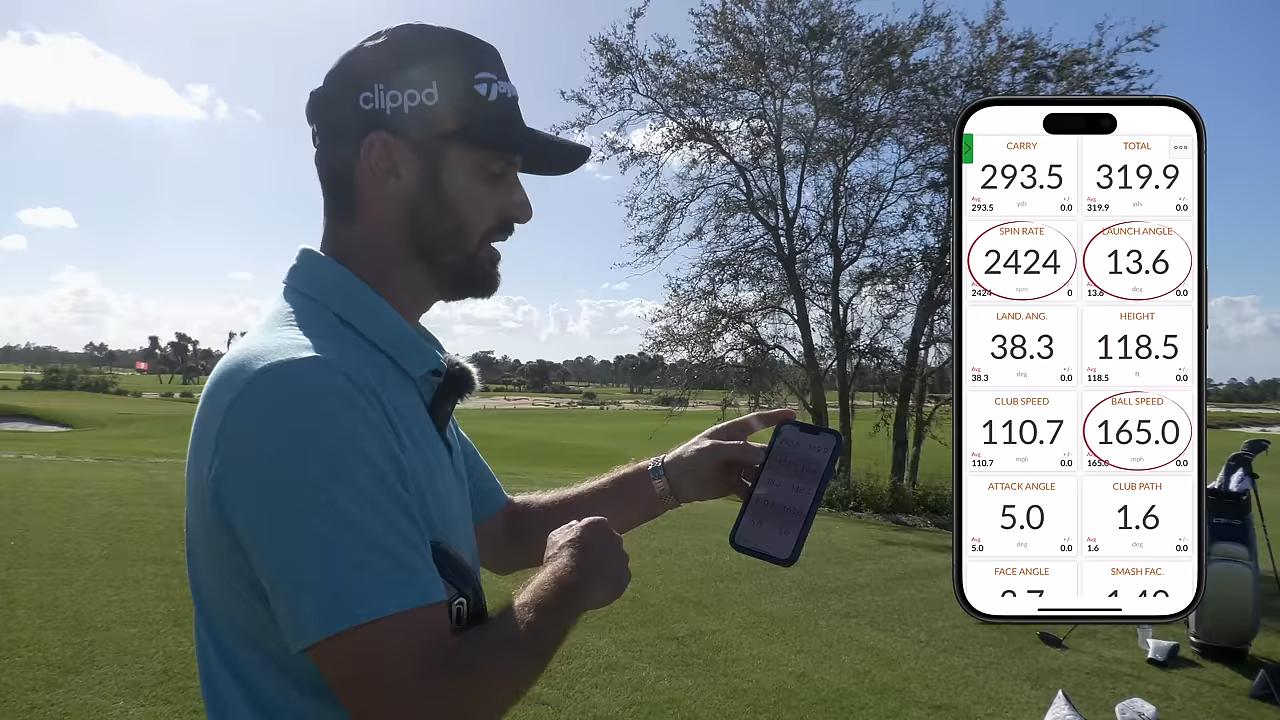 clippd
CARRY
TOTAL
293.5
319.9
Avg
293.5
yds
+/-
0.0
Avg
319.9
yds
+/-
0.0
SPIN RATE
LAUNCH ANGLE
2424
13.6
Avg
2424
rpm
+/-
0
Avg
13.6
deg
+/-
0.0
LAND. ANG.
HEIGHT
38.3
118.5
Avg
38.3
deg
+/-
0.0
Avg
118.5
ft
+/-
0.0
CLUB SPEED
BALL SPEED
110.7
165.0
Avg
110.7
mph
+/-
0.0
Avg
165.0
mph
+/-
0.0
ATTACK ANGLE
CLUB PATH
5.0
1.6
Avg
5.0
deg
+/-
0.0
Avg
1.6
deg
+/-
0.0
FACE ANGLE
SMASH FAC.